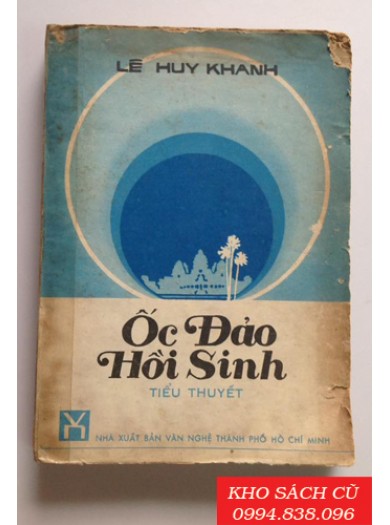 LÊ HUY KHANH
Ốc Đảo
Hồi Sinh
TIỂU THUYẾT
VN
NHÀ XUẤT BẢN VĂN NGHỆ THÀNH PHỐ HỒ CHÍ MINH
KHO SÁCH CŨ
0994.838.096